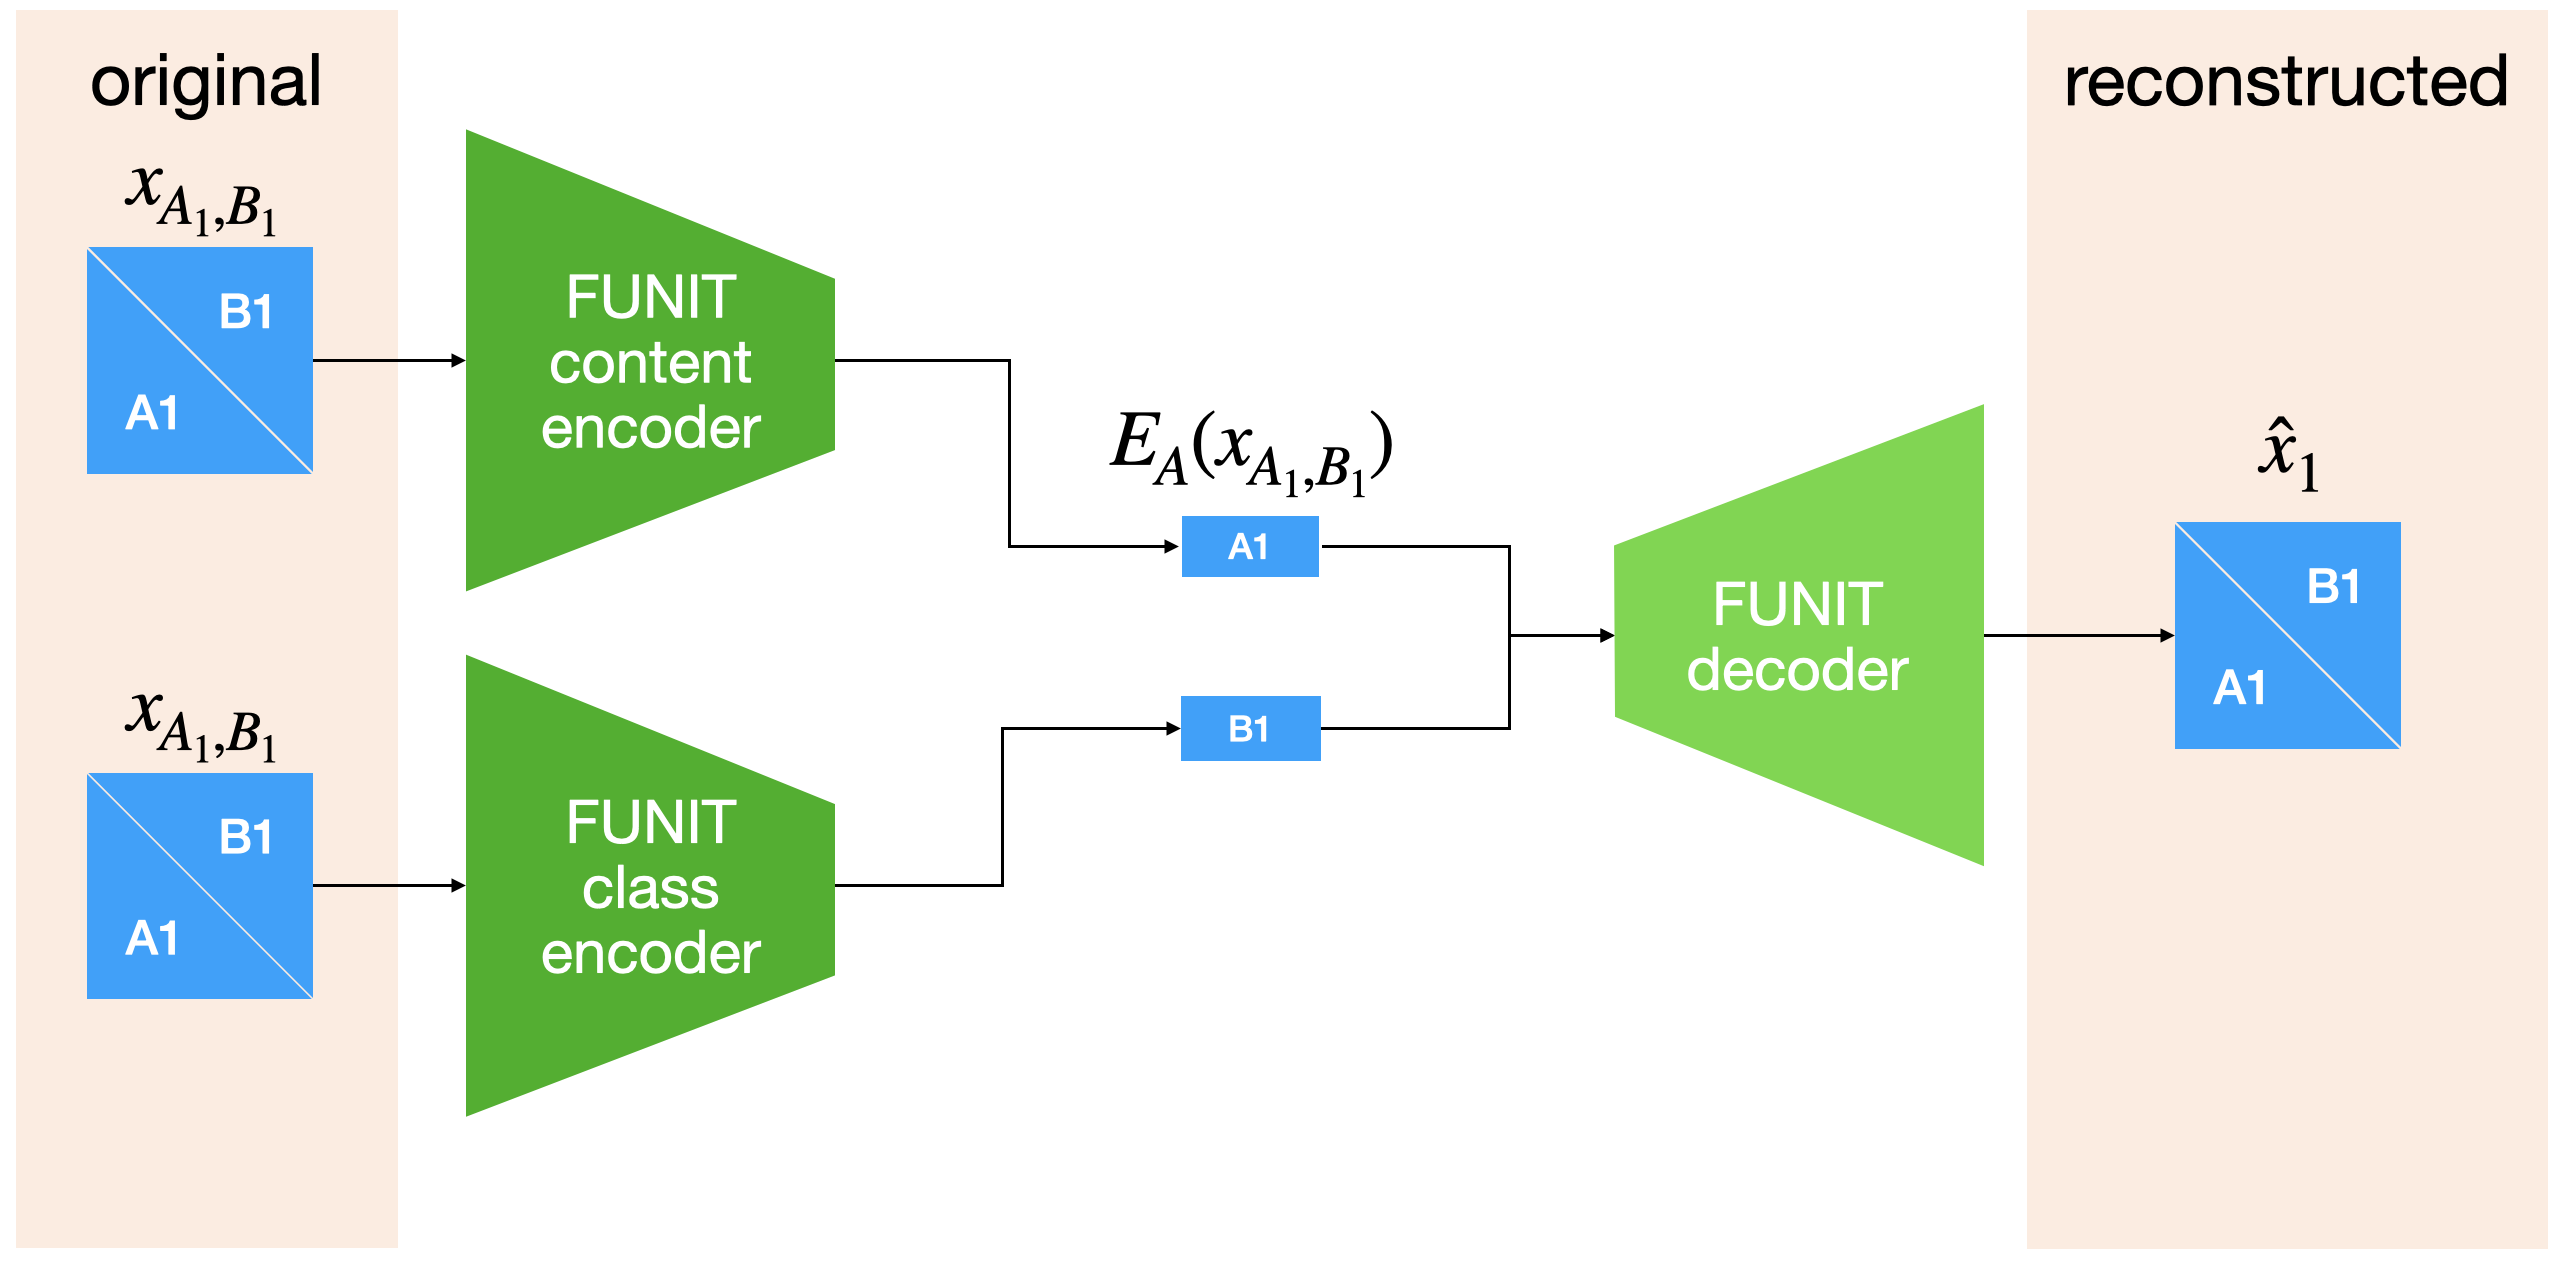 original
x_{A_1,B_1}
B1
A1
FUNIT
content
encoder
x_{A_1,B_1}
B1
A1
FUNIT
class
encoder
E_A(x_{A_1,B_1})
A1
B1
FUNIT
decoder
reconstructed
x̂_1
B1
A1